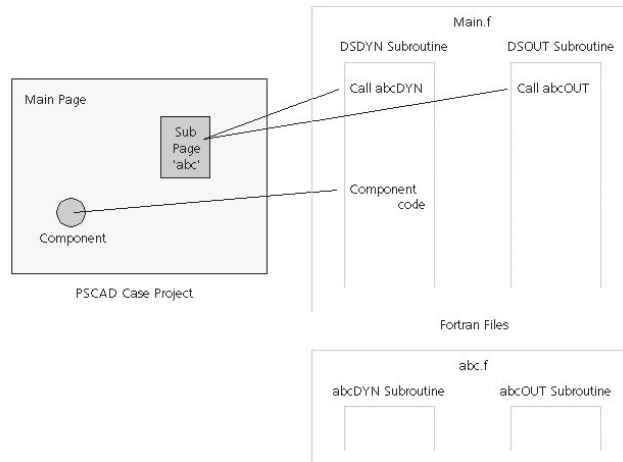 Main.f
DSDYN Subroutine
DSOUT Subroutine
Call abcDYN
Call abcOUT
Main Page
Sub
Page
'abc'
Component
code
Component
PSCAD Case Project
Fortran Files
abc.f
abcDYN Subroutine
abcOUT Subroutine